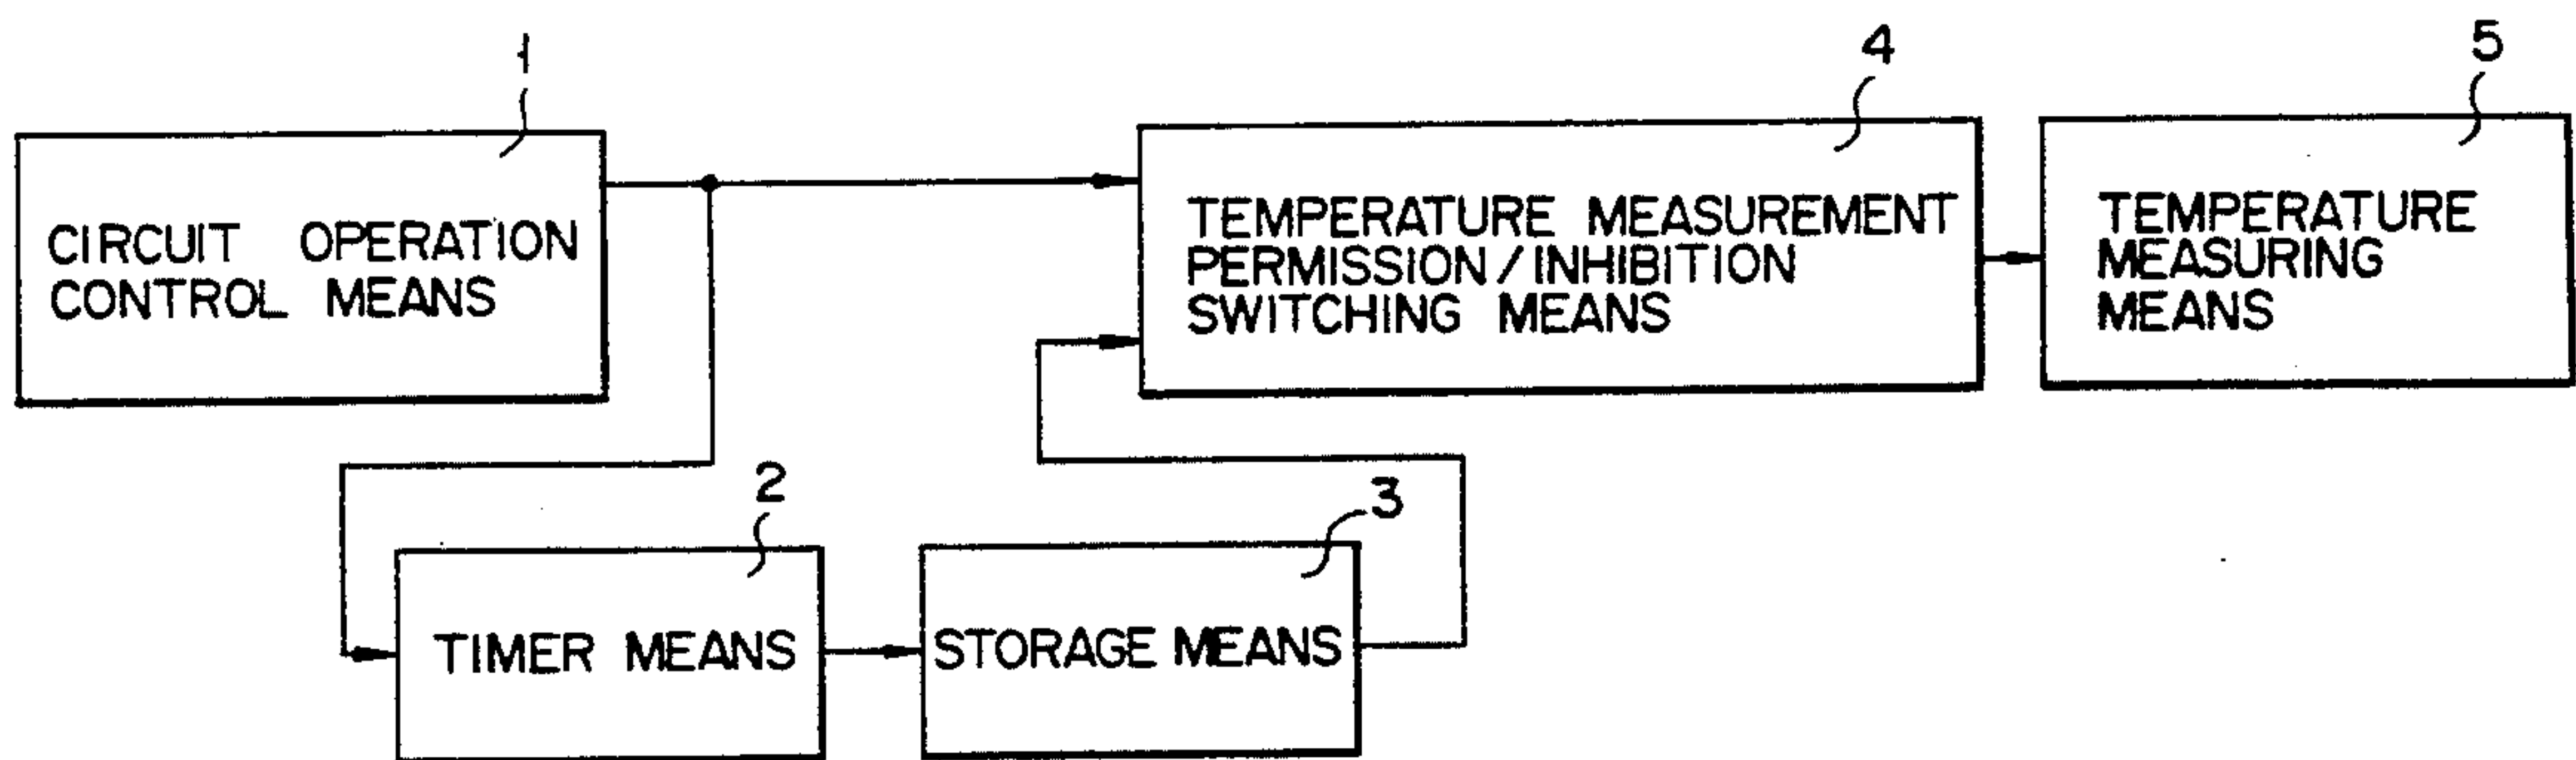 1
CIRCUIT OPERATION
CONTROL MEANS
4
TEMPERATURE MEASUREMENT
PERMISSION/INHIBITION
SWITCHING MEANS
5
TEMPERATURE
MEASURING
MEANS
2
TIMER MEANS
3
STORAGE MEANS